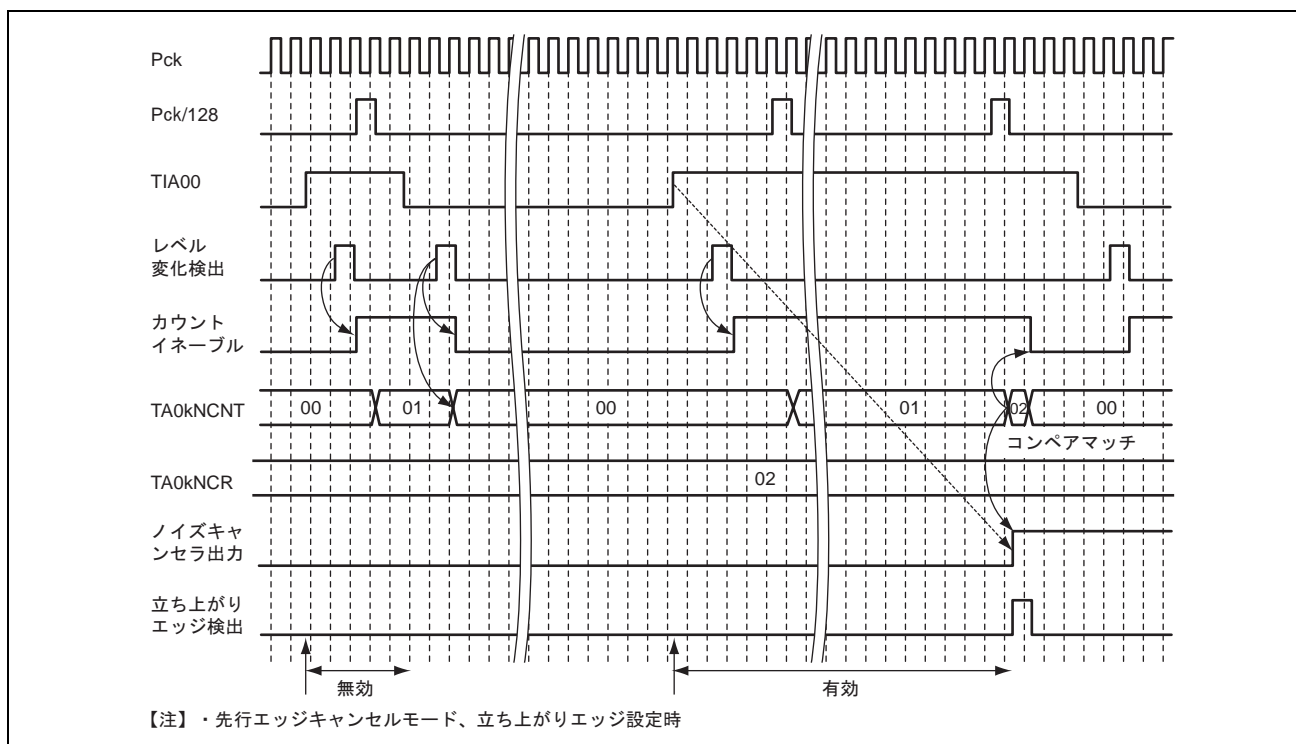 Pck
Pck/128
TIA00
レベル
変化検出
カウント
イネーブル
TA0kNCNT
00
01
00
01
02
00
コンペアマッチ
TA0kNCR
02
ノイズキャ
ンセラ出力
立ち上がり
エッジ検出
無効
有効
【注】・先行エッジキャンセルモード、立ち上がりエッジ設定時